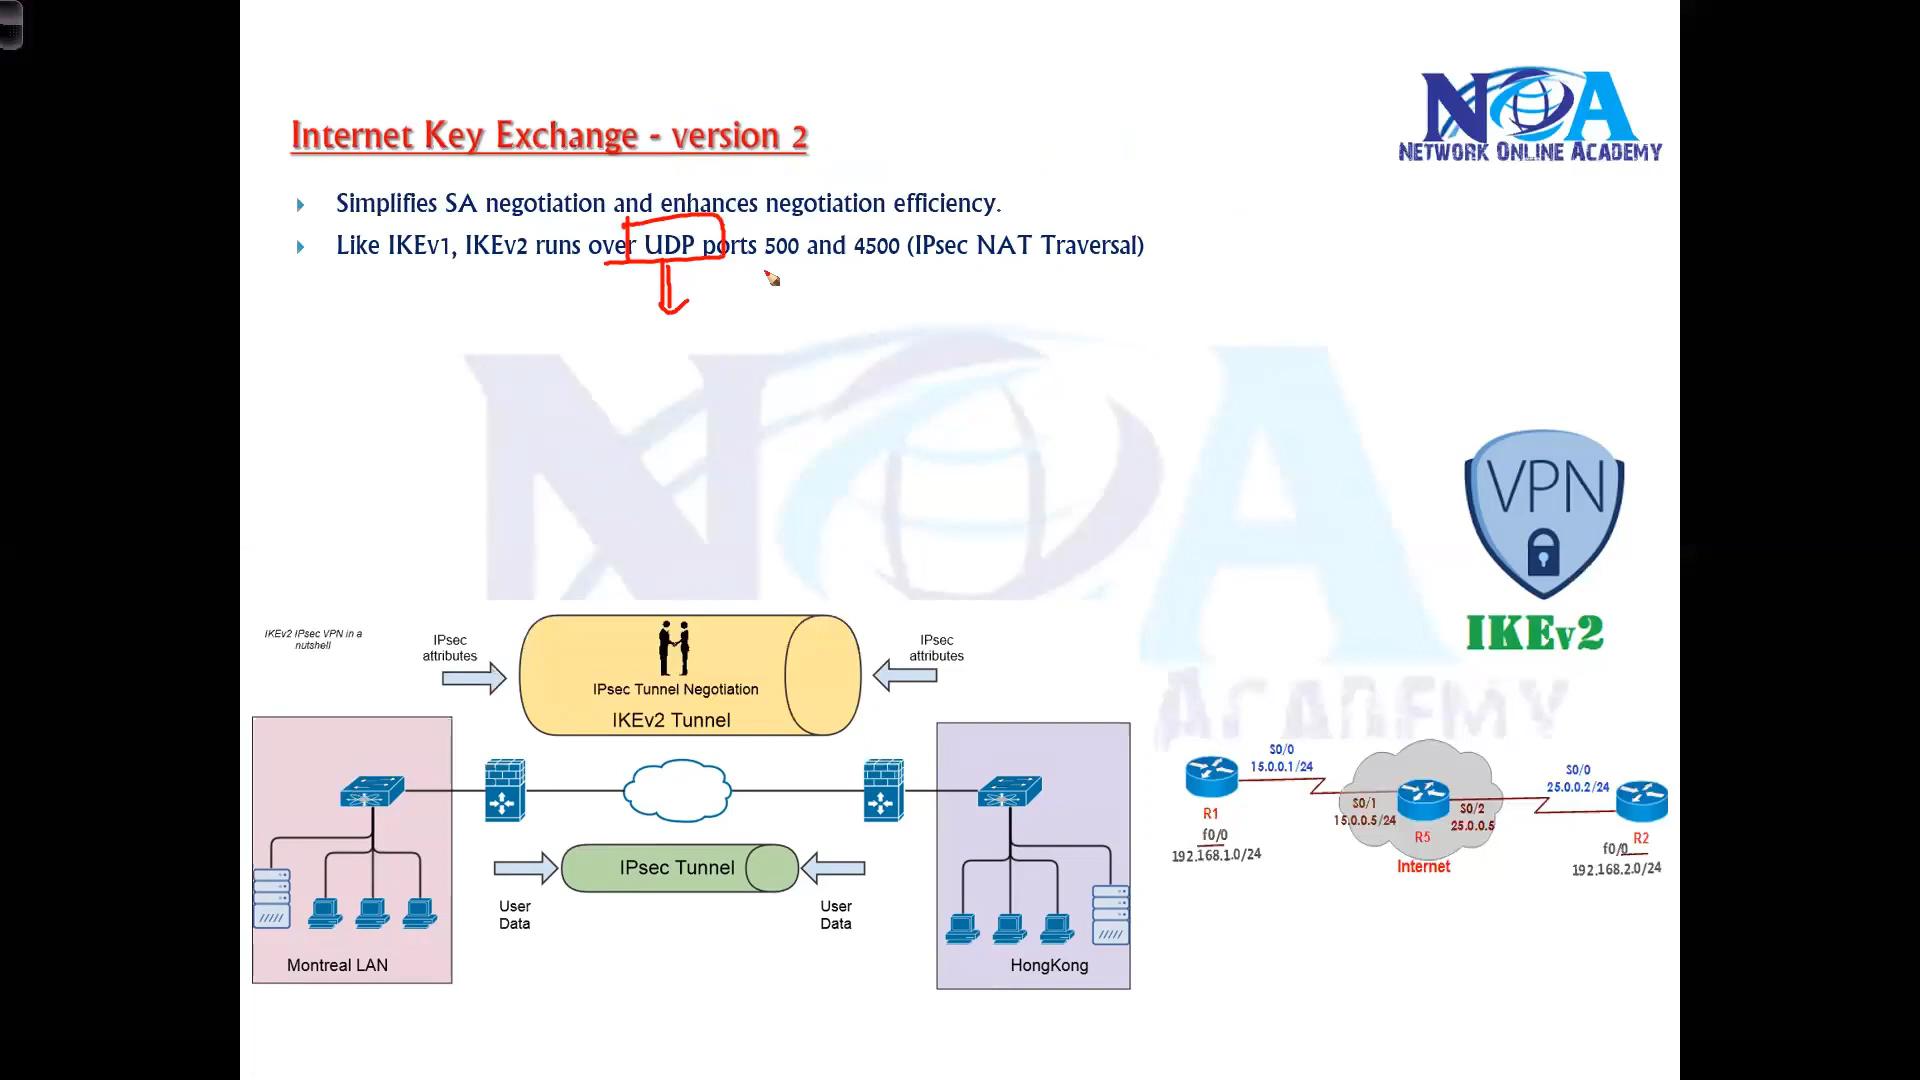 NOA
NETWORK ONLINE ACADEMY
Internet Key Exchange - version 2
Simplifies SA negotiation and enhances negotiation efficiency.
Like IKEv1, IKEv2 runs over UDP ports 500 and 4500 (IPsec NAT Traversal)
NOA
ACADEMY
VPN
IKEv2
IKEv2 IPsec VPN in a
nutshell
IPsec
attributes
IPsec Tunnel Negotiation
IKEv2 Tunnel
IPsec
attributes
IPsec Tunnel
User
Data
User
Data
Montreal LAN
HongKong
S0/0
15.0.0.1/24
R1
f0/0
192.168.1.0/24
S0/1
15.0.0.5/24
R5
S0/2
25.0.0.5
Internet
S0/0
25.0.0.2/24
R2
f0/0
192.168.2.0/24